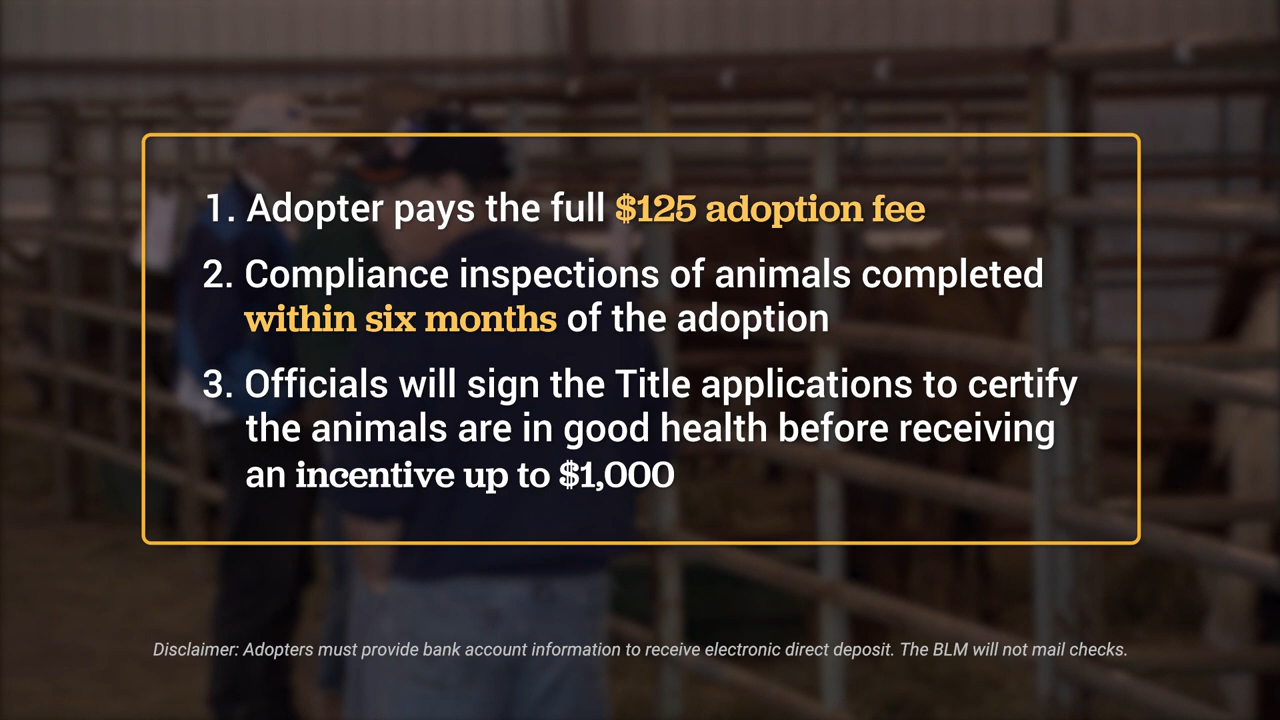 1. Adopter pays the full $125 adoption fee
2. Compliance inspections of animals completed
within six months of the adoption
3. Officials will sign the Title applications to certify
the animals are in good health before receiving
an incentive up to $1,000
Disclaimer: Adopters must provide bank account information to receive electronic direct deposit. The BLM will not mail checks.